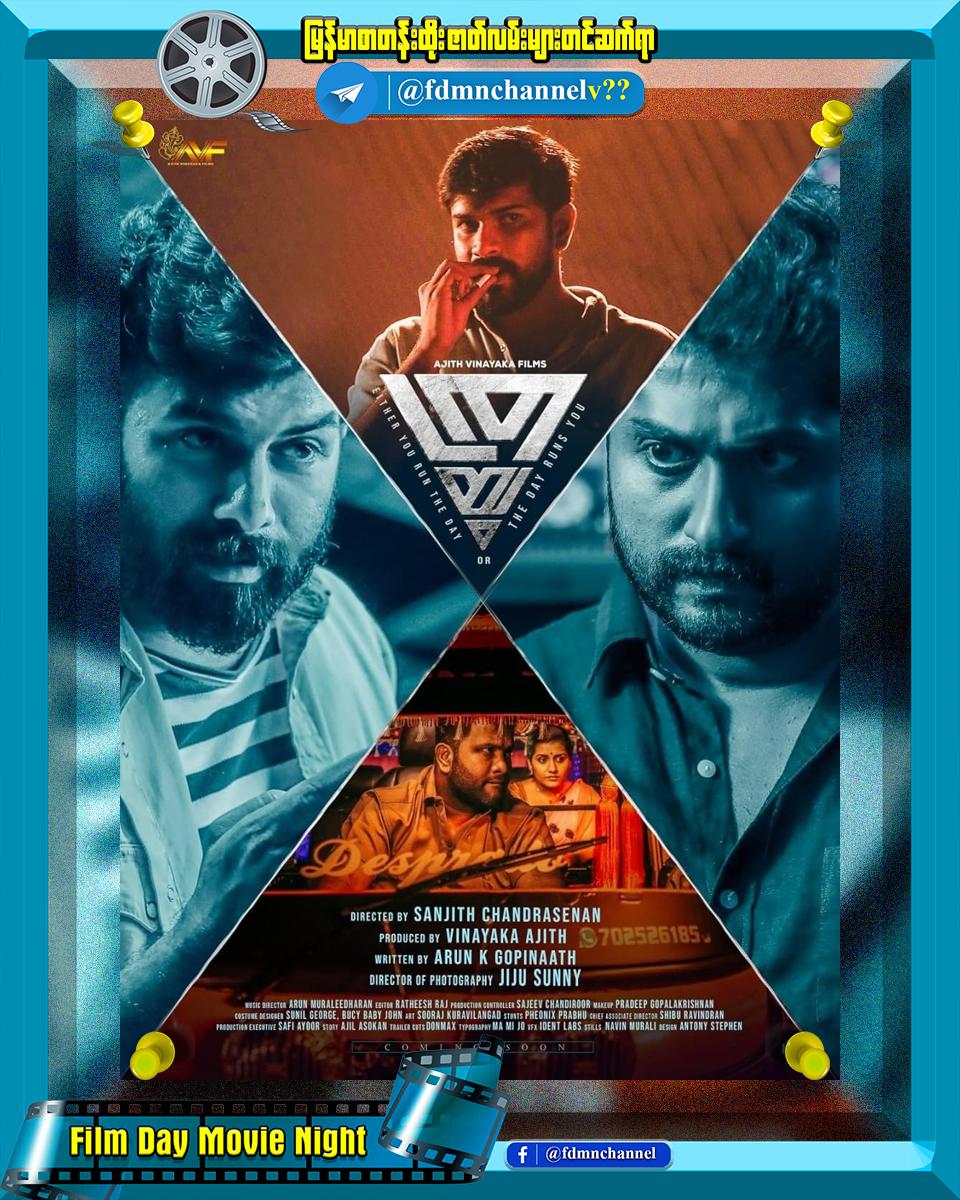 မြန်မာစာတန်းထိုးဇာတ်လမ်းများတင်ဆက်ရာ
@fdmnchannelv??
AVF
AJITH VINAYAKA FILMS
EITHER YOU RUN THE DAY
OR
THE DAY RUNS YOU
DIRECTED BY SANJITH CHANDRASENAN
PRODUCED BY VINAYAKA AJITH
702526185
WRITTEN BY ARUN K GOPINAATH
DIRECTOR OF PHOTOGRAPHY JIJU SUNNY
MUSIC DIRECTOR ARUN MURALEEDHARAN EDITOR RATHEESH RAJ PRODUCTION CONTROLLER SAJEEV CHANDIROOR MAKEUP PRADEEP GOPALAKRISHNAN
COSTUME DESIGNER SUNIL GEORGE, BUCY BABY JOHN ART SOORAJ KURAVILANGAD STUNTS PHEONIX PRABHU CHIEF ASSOCIATE DIRECTOR SHIBU RAVINDRAN
PRODUCTION EXECUTIVE SAFI AYOOR STORY AJIL ASOKAN TRAILER CUTS DONMAX TYPOGRAPHY MA MI JO VFX IDENT LABS STILLS NAVIN MURALI DESIGN ANTONY STEPHEN
COMING SOON
Film Day Movie Night
@fdmnchannel